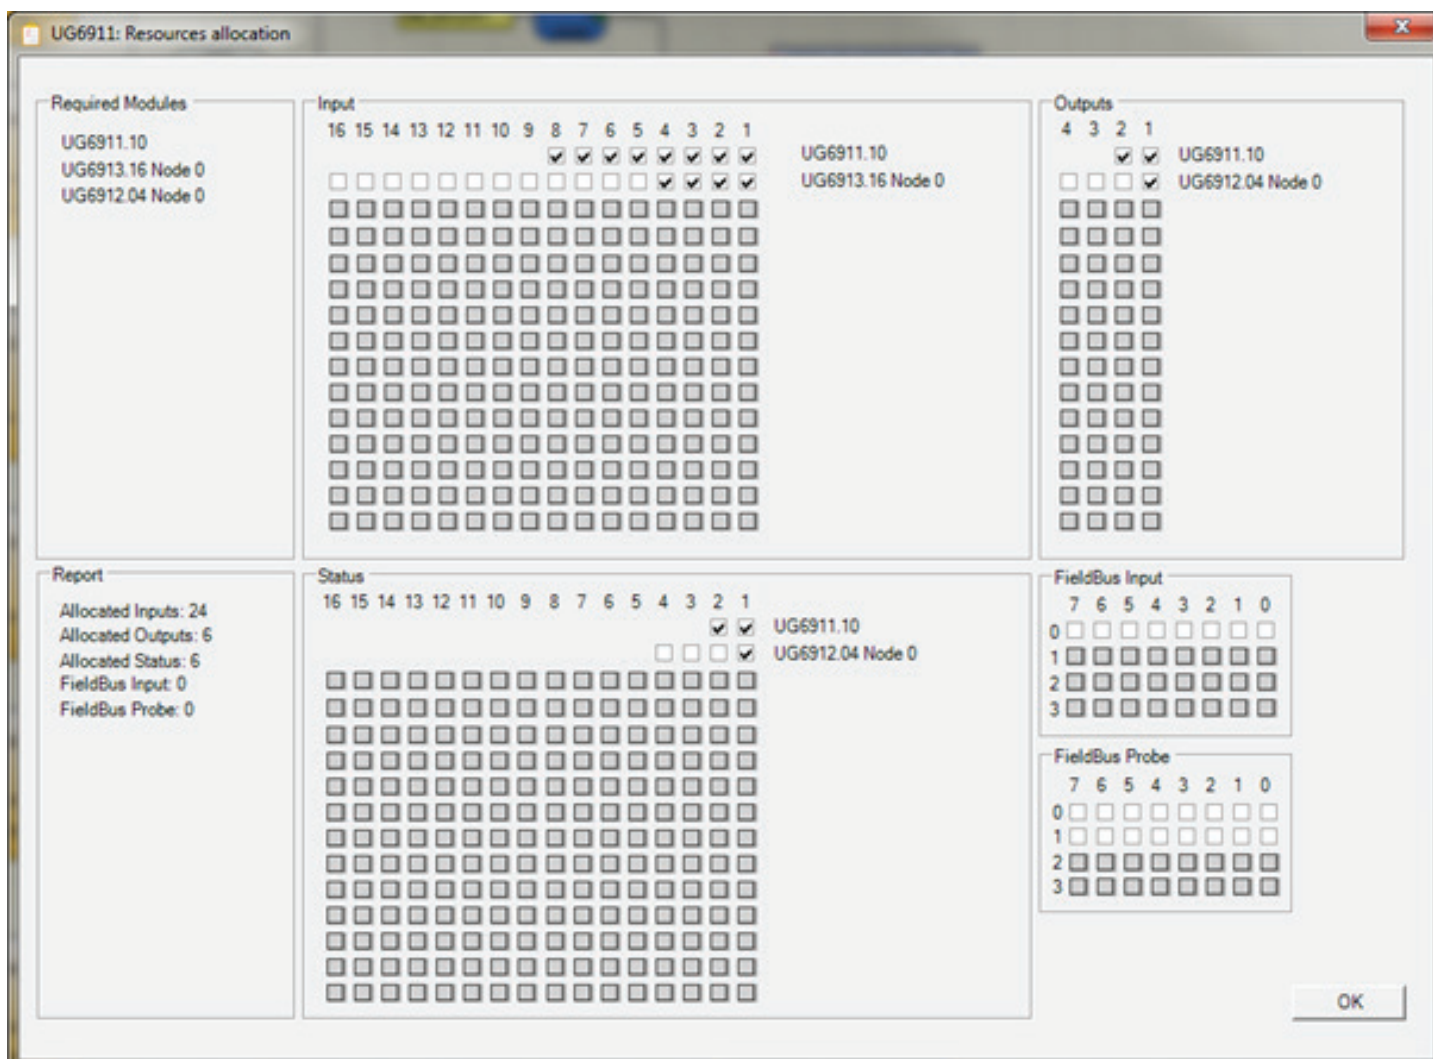 UG6911: Resources allocation
Required Modules
UG6911.10
UG6913.16 Node 0
UG6912.04 Node 0
Input
16 15 14 13 12 11 10 9 8 7 6 5 4 3 2 1
UG6911.10
UG6913.16 Node 0
Outputs
4 3 2 1
UG6911.10
UG6912.04 Node 0
Report
Allocated Inputs: 24
Allocated Outputs: 6
Allocated Status: 6
FieldBus Input: 0
FieldBus Probe: 0
Status
16 15 14 13 12 11 10 9 8 7 6 5 4 3 2 1
UG6911.10
UG6912.04 Node 0
FieldBus Input
7 6 5 4 3 2 1 0
0
1
2
3
FieldBus Probe
7 6 5 4 3 2 1 0
0
1
2
3
OK